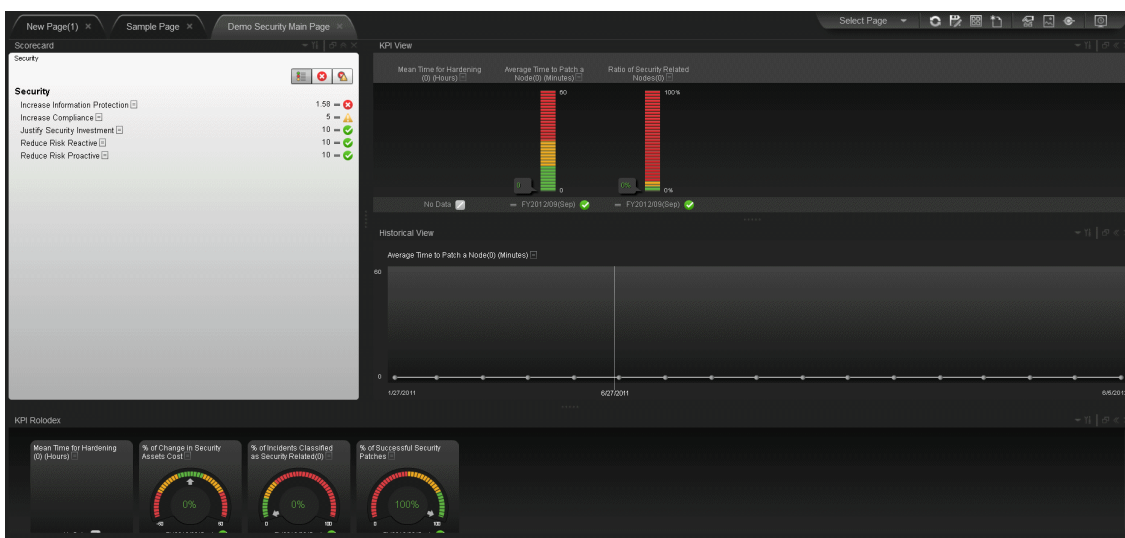 New Page(1) × Sample Page × Demo Security Main Page × Select Page
Scorecard
Security
Security
Increase Information Protection 1.58
Increase Compliance 5
Justify Security Investment 10
Reduce Risk Reactive 10
Reduce Risk Proactive 10
KPI View
Mean Time for Hardening
(0) (Hours)
No Data
Average Time to Patch a
Node(0) (Minutes)
60
0
0
FY2012/09(Sep)
Ratio of Security Related
Nodes(0)
100%
0%
0%
FY2012/09(Sep)
Historical View
Average Time to Patch a Node(0) (Minutes)
60
0
1/27/2011 6/27/2011
KPI Rolodex
Mean Time for Hardening
(0) (Hours)
% of Change in Security
Assets Cost
0%
-60 60
% of Incidents Classified
as Security Related(0)
0%
0 100
% of Successful Security
Patches
100%
0 100